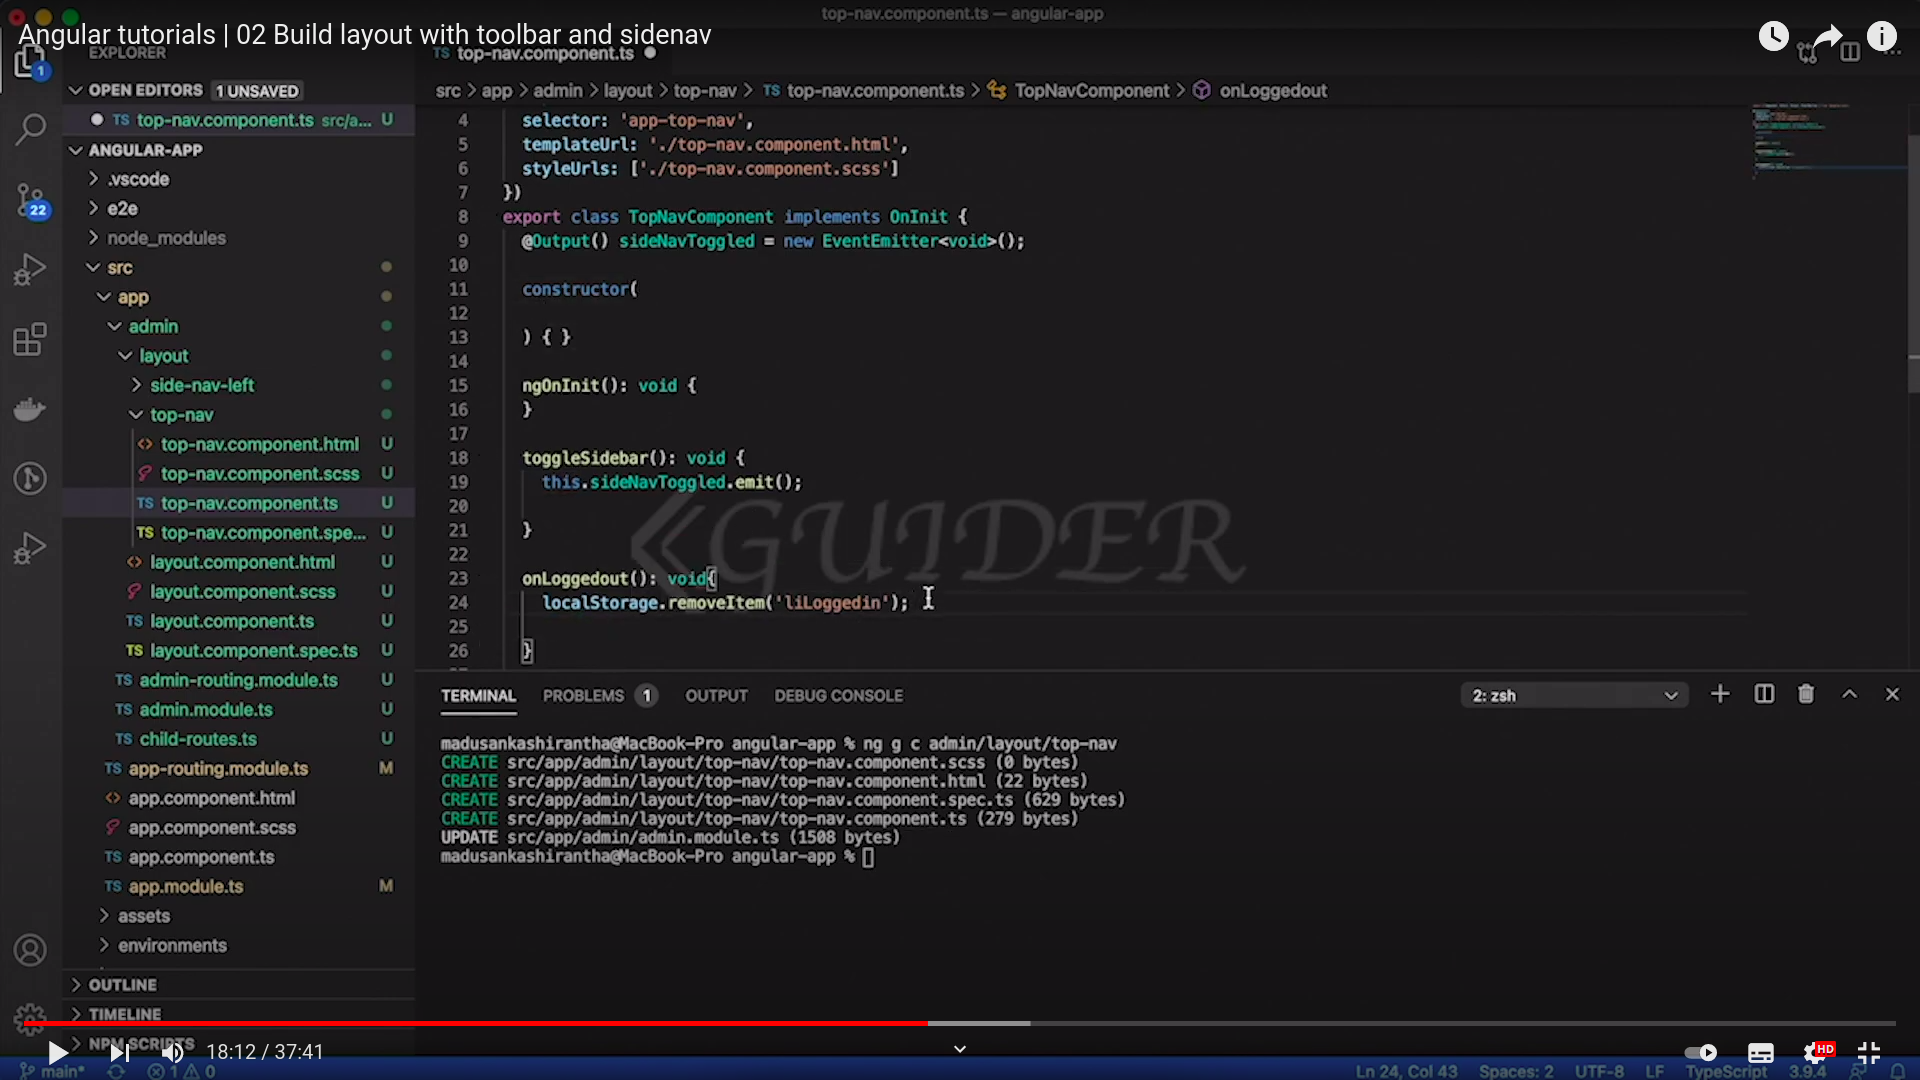 top-nav.component.ts — angular-app
Angular tutorials | 02 Build layout with toolbar and sidenav
EXPLORER
TS top-nav.component.ts
1
OPEN EDITORS 1 UNSAVED
TS top-nav.component.ts src/a... U
ANGULAR-APP
.vscode
e2e
node_modules
src
app
admin
layout
side-nav-left
top-nav
<> top-nav.component.html U
top-nav.component.scss U
TS top-nav.component.ts U
TS top-nav.component.spe... U
<> layout.component.html U
layout.component.scss U
TS layout.component.ts U
TS layout.component.spec.ts U
TS admin-routing.module.ts U
TS admin.module.ts U
TS child-routes.ts U
TS app-routing.module.ts M
<> app.component.html
app.component.scss
TS app.component.ts
TS app.module.ts M
assets
environments
OUTLINE
TIMELINE
NPM SCRIPTS
22
src > app > admin > layout > top-nav > TS top-nav.component.ts > TopNavComponent > onLoggedout
4 selector: 'app-top-nav',
5 templateUrl: './top-nav.component.html',
6 styleUrls: ['./top-nav.component.scss']
7 })
8 export class TopNavComponent implements OnInit {
9 @Output() sideNavToggled = new EventEmitter<void>();
10
11 constructor(
12
13 ) { }
14
15 ngOnInit(): void {
16 }
17
18 toggleSidebar(): void {
19 this.sideNavToggled.emit();
20
21 }
22
23 onLoggedout(): void{
24 localStorage.removeItem('liLoggedin');
25
26 }
GUIDER
TERMINAL PROBLEMS 1 OUTPUT DEBUG CONSOLE 2: zsh
madusankashirantha@MacBook-Pro angular-app % ng g c admin/layout/top-nav
CREATE src/app/admin/layout/top-nav/top-nav.component.scss (0 bytes)
CREATE src/app/admin/layout/top-nav/top-nav.component.html (22 bytes)
CREATE src/app/admin/layout/top-nav/top-nav.component.spec.ts (629 bytes)
CREATE src/app/admin/layout/top-nav/top-nav.component.ts (279 bytes)
UPDATE src/app/admin/admin.module.ts (1508 bytes)
madusankashirantha@MacBook-Pro angular-app %
18:12 / 37:41
HD
main* 1 0 Ln 24, Col 43 Spaces: 2 UTF-8 LF TypeScript 3.9.4